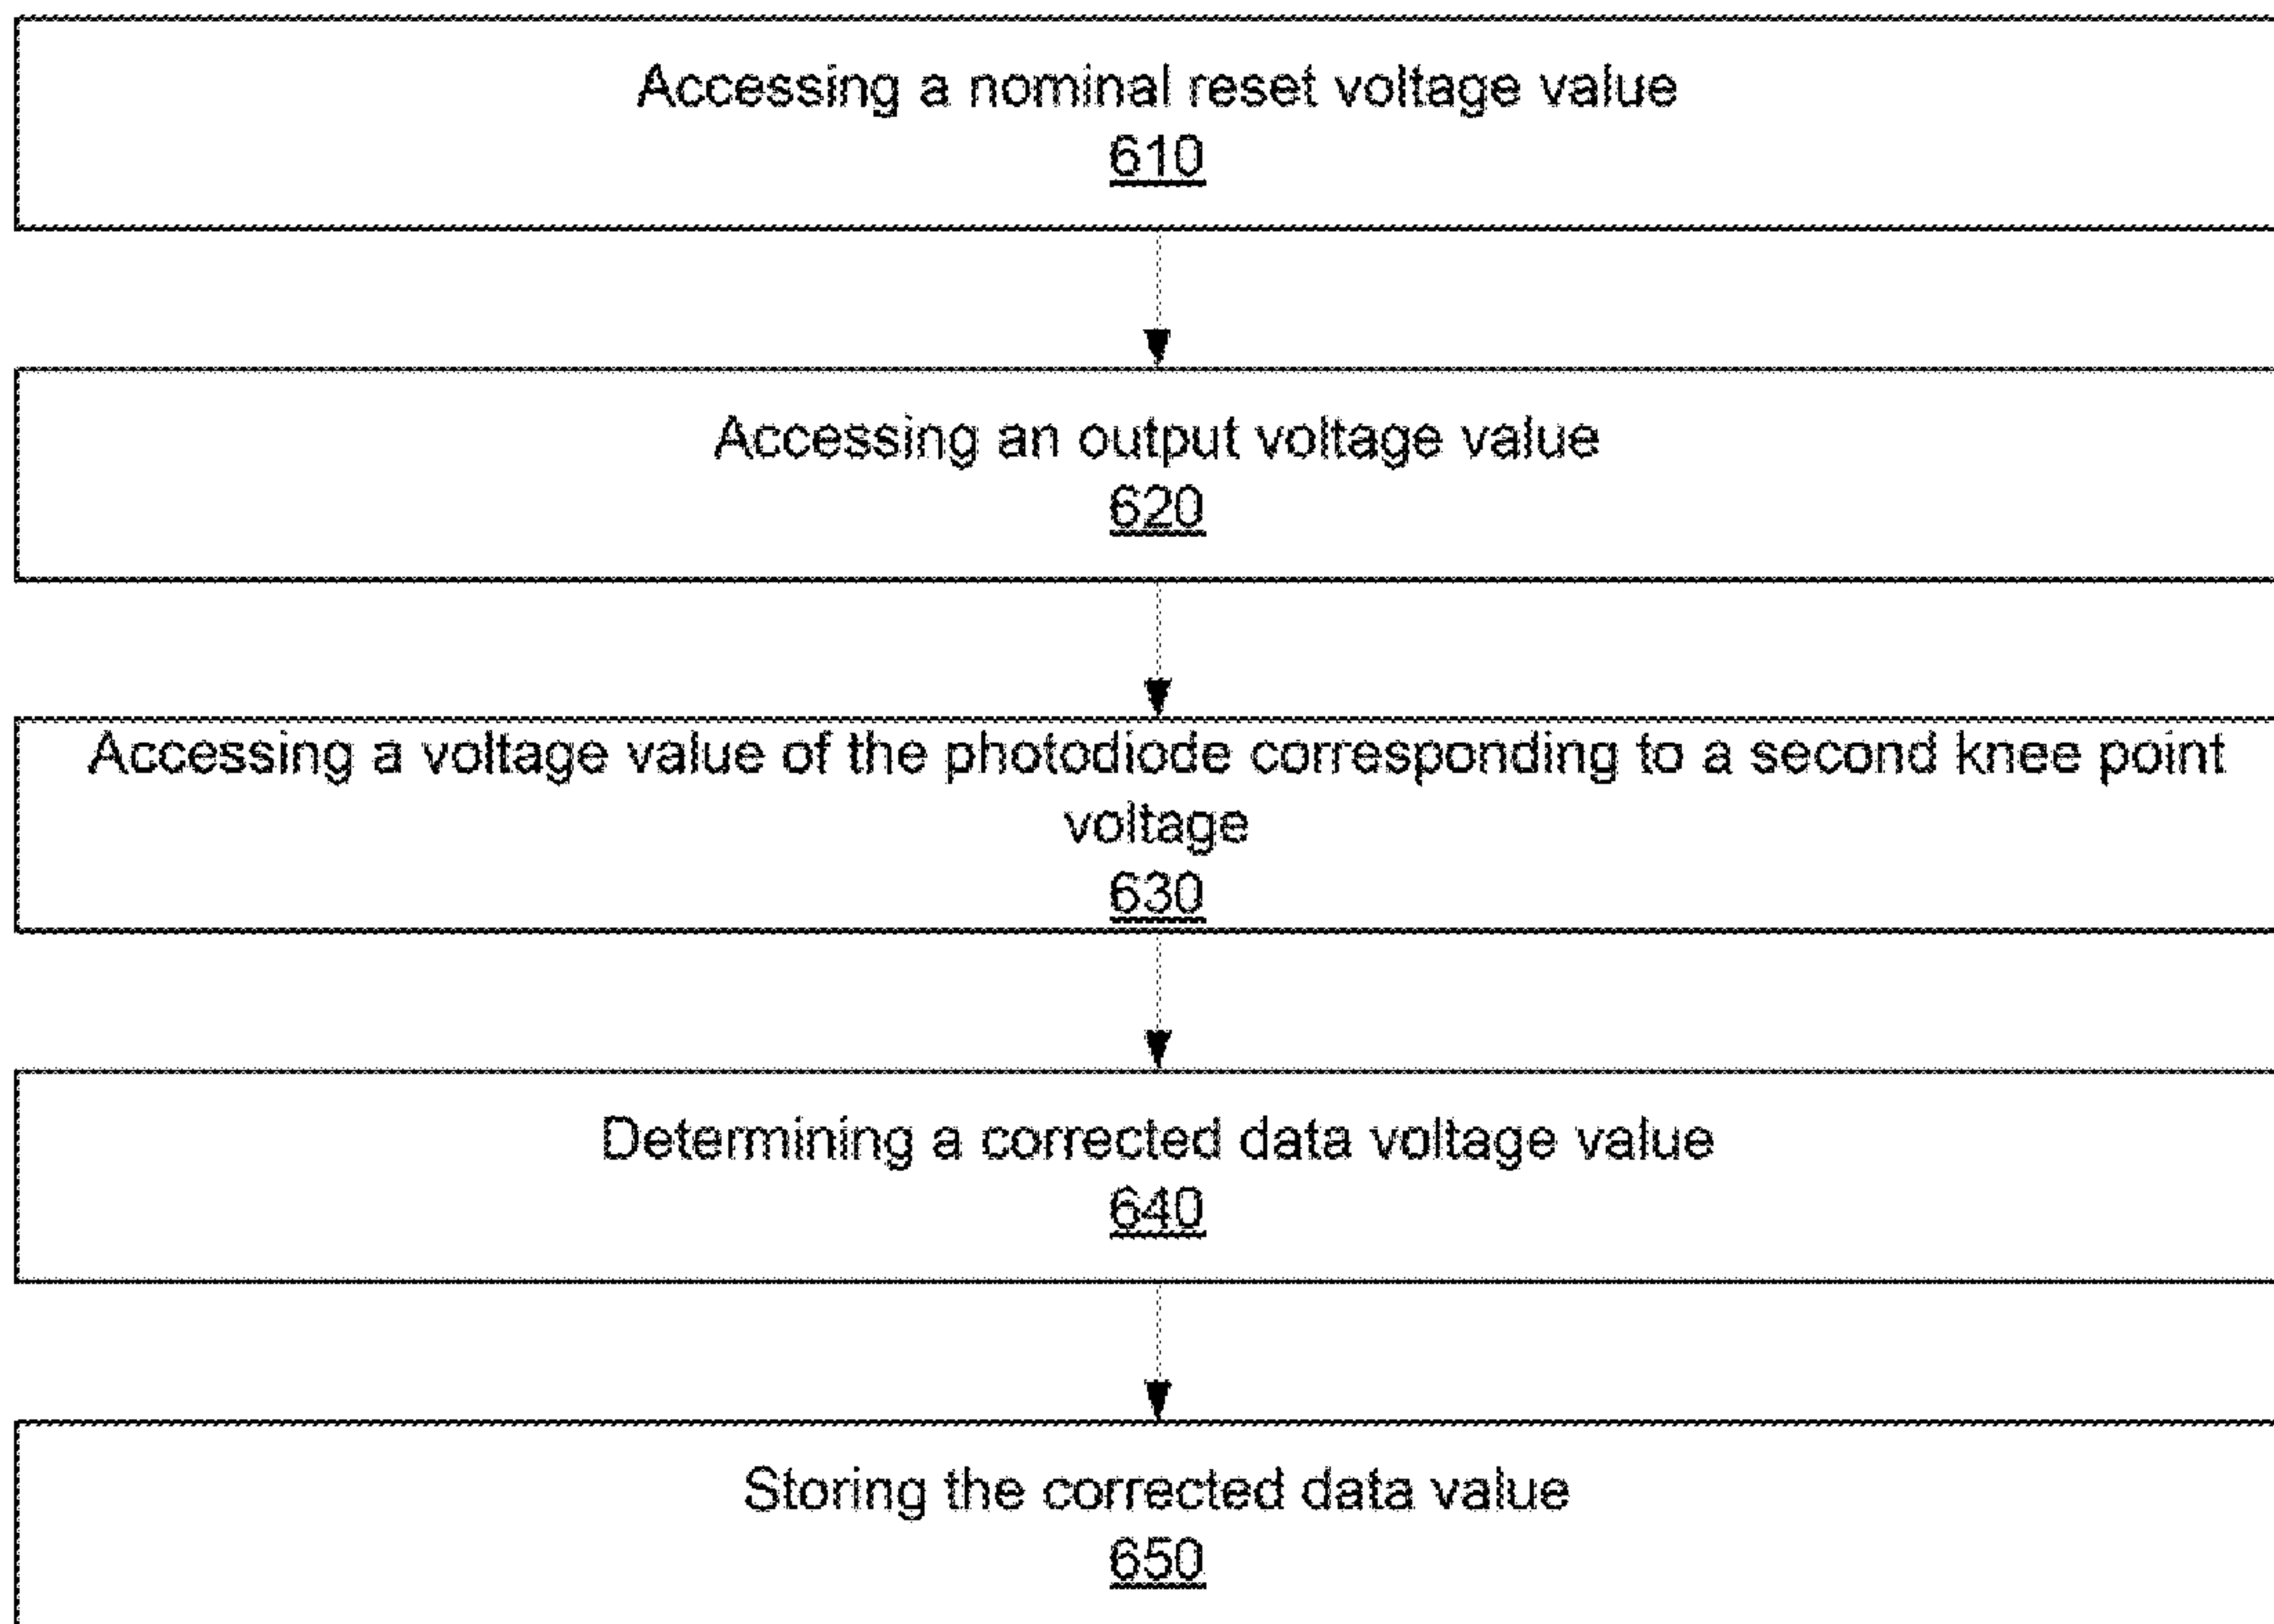 Accessing a nominal reset voltage value
610
Accessing an output voltage value
620
Accessing a voltage value of the photodiode corresponding to a second knee point
voltage
630
Determining a corrected data voltage value
640
Storing the corrected data value
650